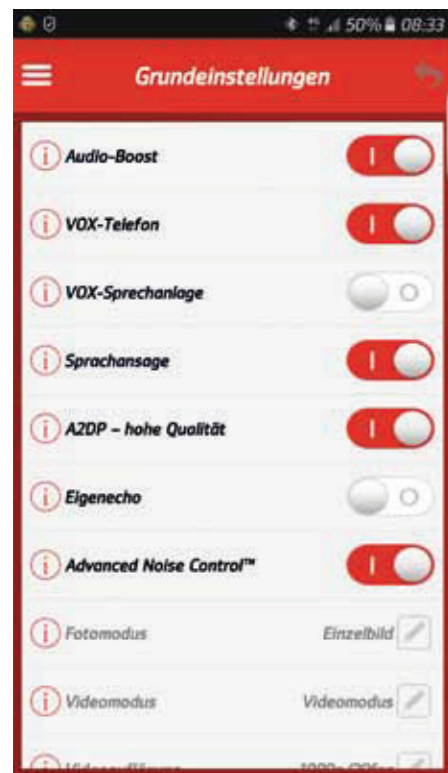 50% 08:33
Grundeinstellungen
Audio-Boost
VOX-Telefon
VOX-Sprechanlage
Sprachansage
A2DP – hohe Qualität
Eigenecho
Advanced Noise Control™
Fotomodus Einzelbild
Videomodus Videomodus